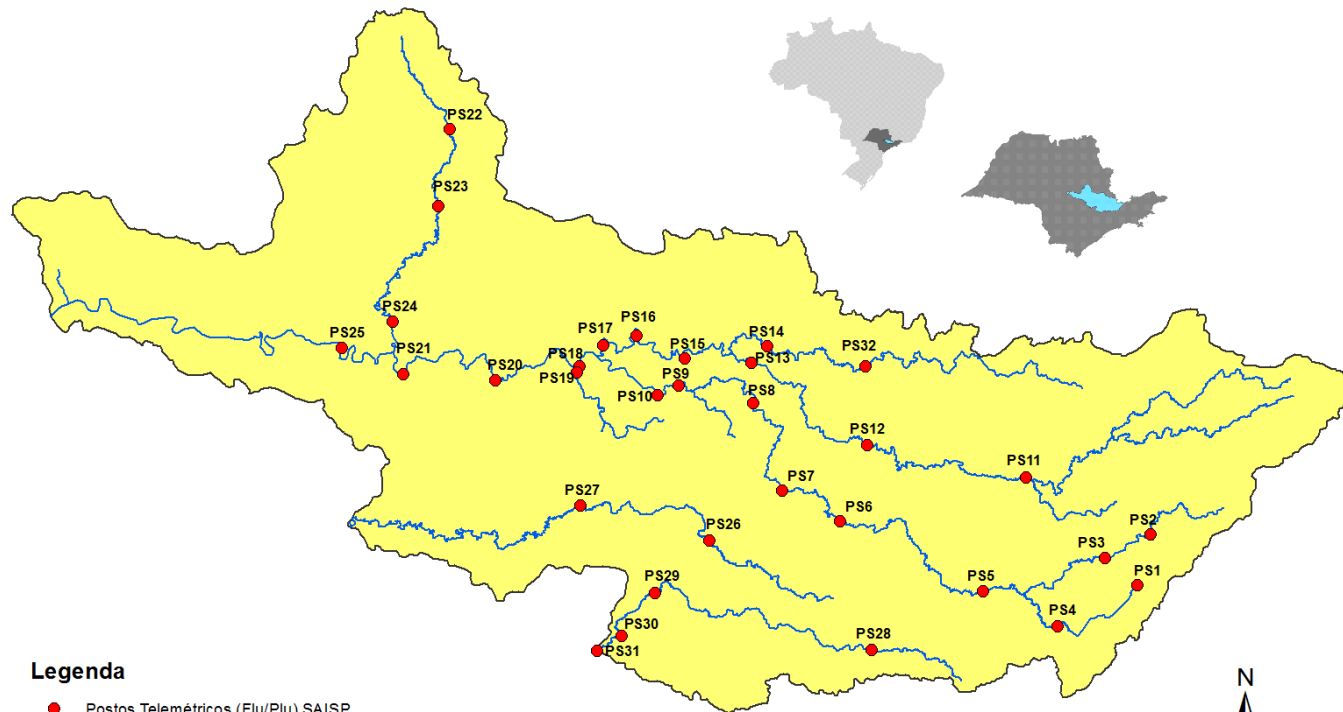 PS22
PS23
PS24
PS25
PS21
PS20
PS17
PS16
PS18
PS19
PS15
PS14
PS13
PS32
PS9
PS10
PS8
PS12
PS11
PS7
PS6
PS27
PS26
PS2
PS3
PS1
PS5
PS4
PS29
PS30
PS31
PS28
Legenda
N
Postos Telemétricos (Flu/Plu) SAISP